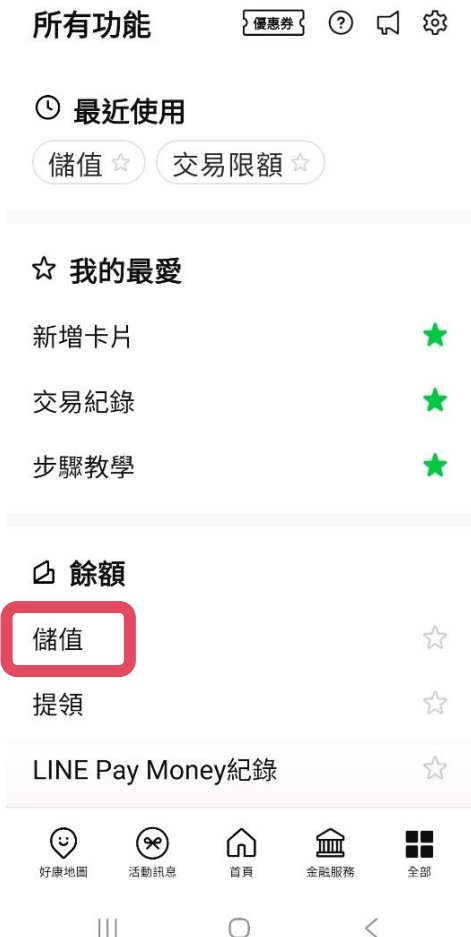 所有功能 優惠券
最近使用
儲值 交易限額
我的最愛
新增卡片
交易紀錄
步驟教學
餘額
儲值
提領
LINE Pay Money紀錄
好康地圖 活動訊息 首頁 金融服務 全部